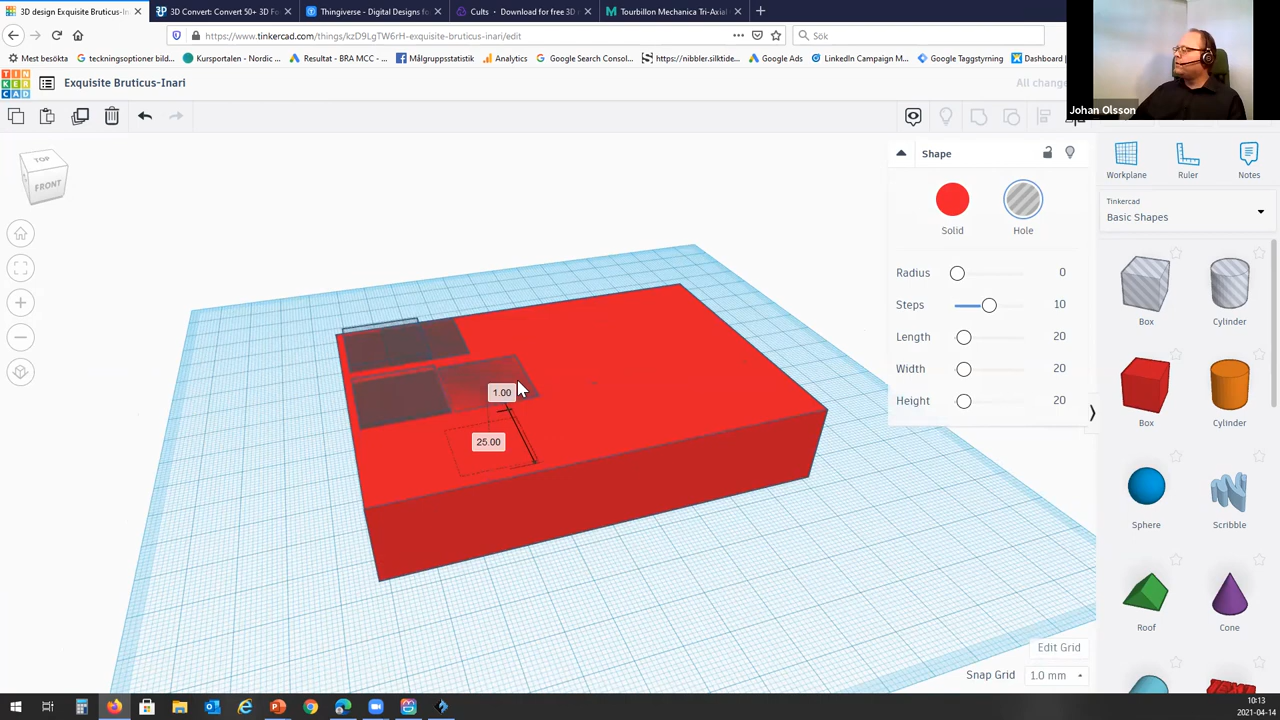 3D design Exquisite Bruticus-In
3D Convert: Convert 50+ 3D F
Thingiverse - Digital Designs fo
Cults · Download for free 3D
Tourbillon Mechanica Tri-Axial
https://www.tinkercad.com/things/kzD9LgTW6rH-exquisite-bruticus-inari/edit
Sök
Mest besökta
teckningsoptioner bild...
Kursportalen - Nordic ...
Resultat - BRA MCC - ...
Målgruppsstatistik
Analytics
Google Search Consol...
https://nibbler.silktide...
Google Ads
LinkedIn Campaign M...
Google Taggstyrning
Dashboard
Johan Olsson
TIN
KER
CAD
Exquisite Bruticus-Inari
All change
TOP
FRONT
Shape
Solid
Hole
Radius 0
Steps 10
Length 20
Width 20
Height 20
Workplane
Ruler
Notes
Tinkercad
Basic Shapes
Box
Cylinder
Box
Cylinder
Sphere
Scribble
Roof
Cone
1.00
25.00
Edit Grid
Snap Grid 1.0 mm
10:13
2021-04-14